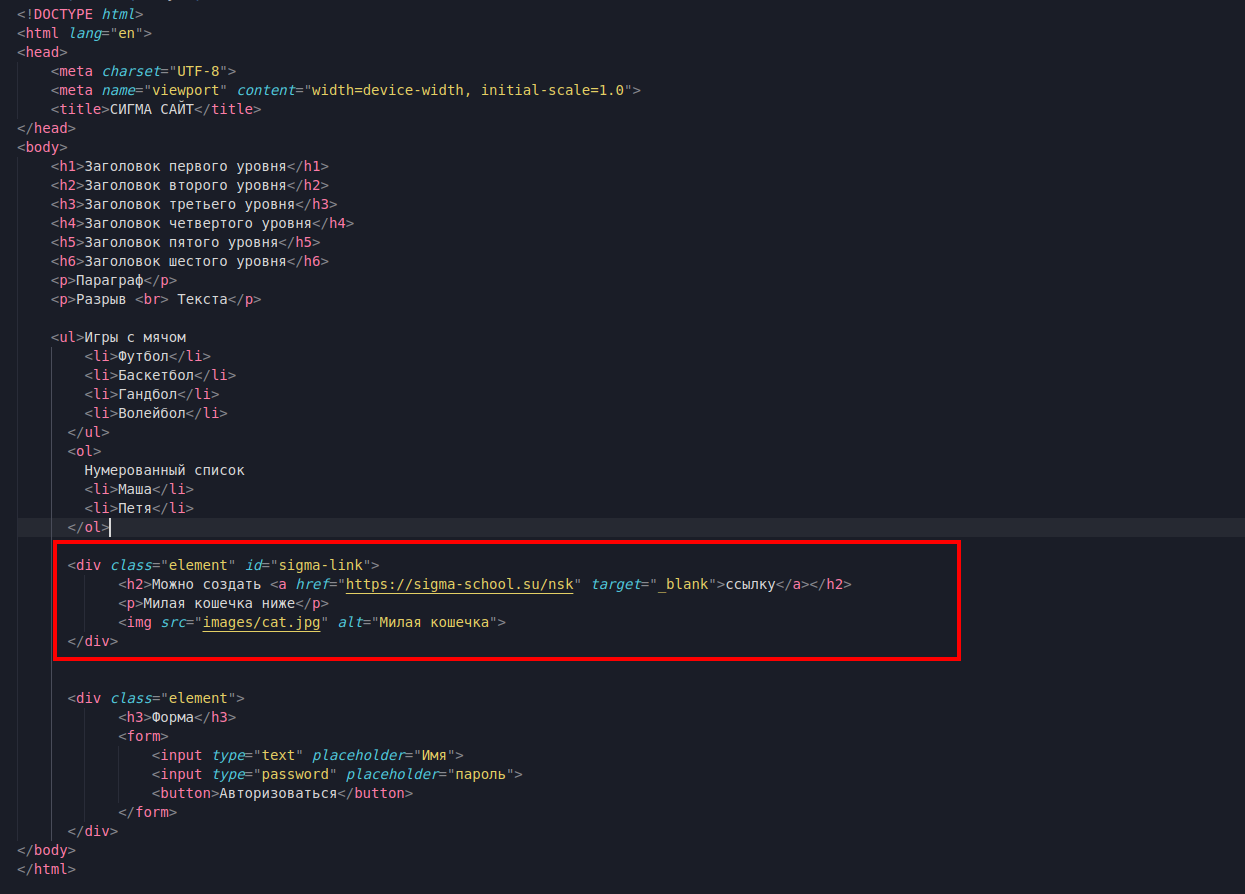 <!DOCTYPE html>
<html lang="en">
<head>
    <meta charset="UTF-8">
    <meta name="viewport" content="width=device-width, initial-scale=1.0">
    <title>СИГМА САЙТ</title>
</head>
<body>
    <h1>Заголовок первого уровня</h1>
    <h2>Заголовок второго уровня</h2>
    <h3>Заголовок третьего уровня</h3>
    <h4>Заголовок четвертого уровня</h4>
    <h5>Заголовок пятого уровня</h5>
    <h6>Заголовок шестого уровня</h6>
    <p>Параграф</p>
    <p>Разрыв <br> Текста</p>
    <ul>Игры с мячом
        <li>Футбол</li>
        <li>Баскетбол</li>
        <li>Гандбол</li>
        <li>Волейбол</li>
      </ul>
      <ol>
        Нумерованный список
        <li>Маша</li>
        <li>Петя</li>
      </ol>
      <div class="element" id="sigma-link">
            <h2>Можно создать <a href="https://sigma-school.su/nsk" target="_blank">ссылку</a></h2>
            <p>Милая кошечка ниже</p>
            <img src="images/cat.jpg" alt="Милая кошечка">
      </div>
      <div class="element">
            <h3>Форма</h3>
            <form>
                <input type="text" placeholder="Имя">
                <input type="password" placeholder="пароль">
                <button>Авторизоваться</button>
            </form>
      </div>
</body>
</html>